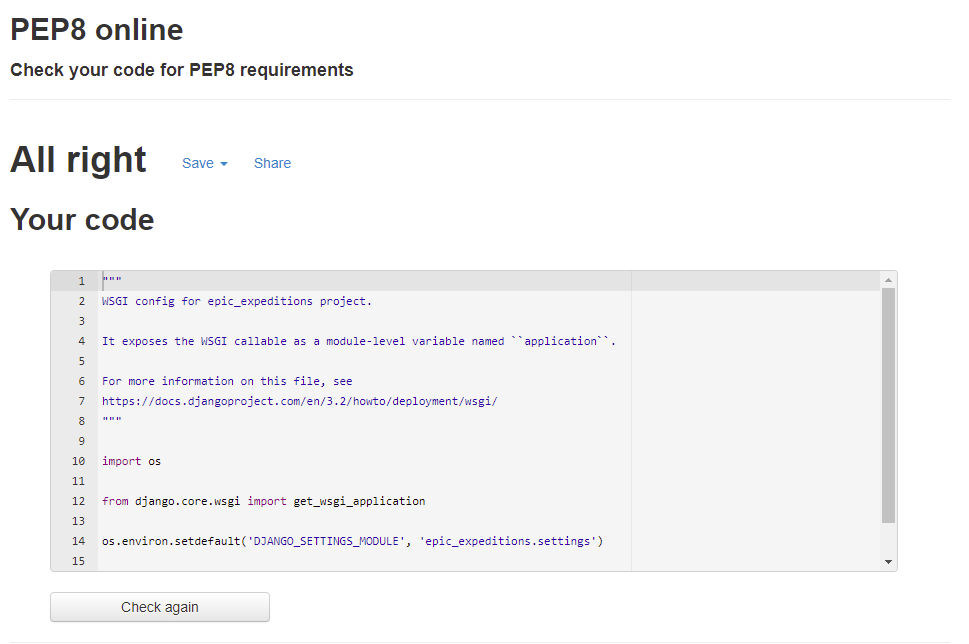 PEP8 online
Check your code for PEP8 requirements
All right Save Share
Your code
1 """
2 WSGI config for epic_expeditions project.
3
4 It exposes the WSGI callable as a module-level variable named ``application``.
5
6 For more information on this file, see
7 https://docs.djangoproject.com/en/3.2/howto/deployment/wsgi/
8 """
9
10 import os
11
12 from django.core.wsgi import get_wsgi_application
13
14 os.environ.setdefault('DJANGO_SETTINGS_MODULE', 'epic_expeditions.settings')
15
Check again